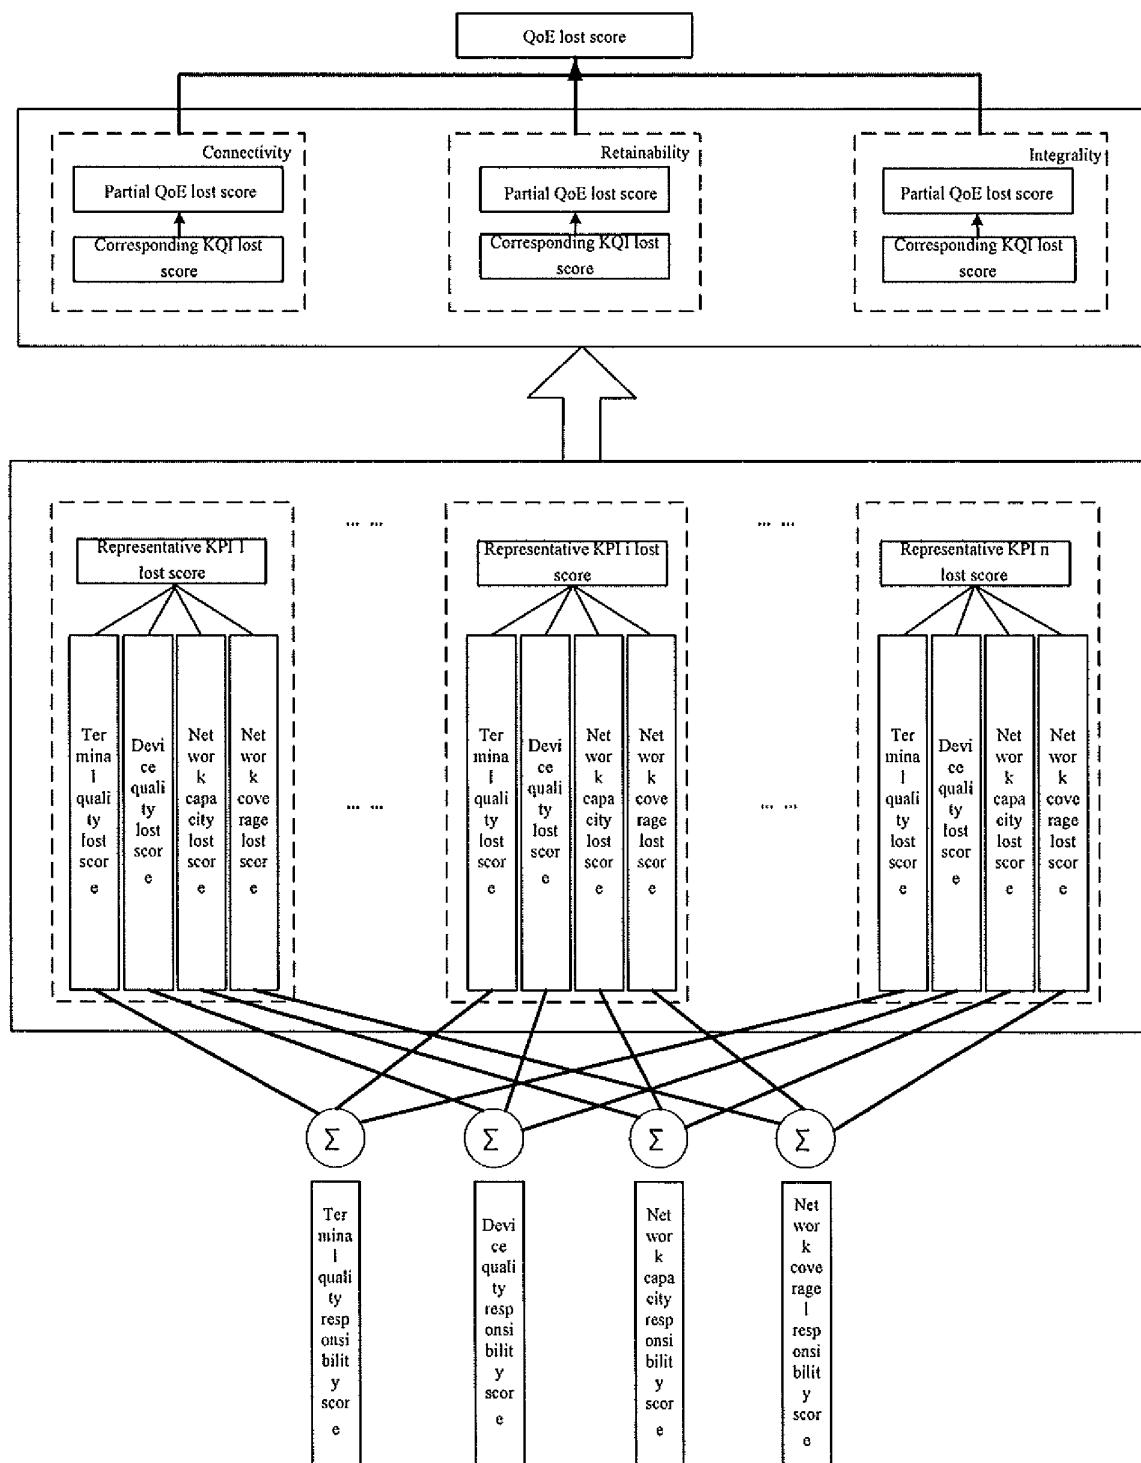 QoE lost score
Connectivity
Partial QoE lost score
Corresponding KQI lost
score
Retainability
Partial QoE lost score
Corresponding KQI lost
score
Integrality
Partial QoE lost score
Corresponding KQI lost
score
... ...
... ...
Representative KPI 1
lost score
Representative KPI i lost
score
Representative KPI n
lost score
Ter
mina
l
quali
ty
lost
scor
e
Devi
ce
quali
ty
lost
scor
e
Net
wor
k
capa
city
lost
scor
e
Net
wor
k
cove
rage
lost
scor
e
... ...
Ter
mina
l
quali
ty
lost
scor
e
Devi
ce
quali
ty
lost
scor
e
Net
wor
k
capa
city
lost
scor
e
Net
wor
k
cove
rage
lost
scor
e
... ...
Ter
mina
l
quali
ty
lost
scor
e
Devi
ce
quali
ty
lost
scor
e
Net
wor
k
capa
city
lost
scor
e
Net
wor
k
cove
rage
lost
scor
e
Σ
Σ
Σ
Σ
Ter
mina
l
quali
ty
resp
onsi
bilit
y
scor
e
Devi
ce
quali
ty
resp
onsi
bilit
y
scor
e
Net
wor
k
capa
city
resp
onsi
bilit
y
scor
e
Net
wor
k
cove
rage
l
resp
onsi
bilit
y
scor
e